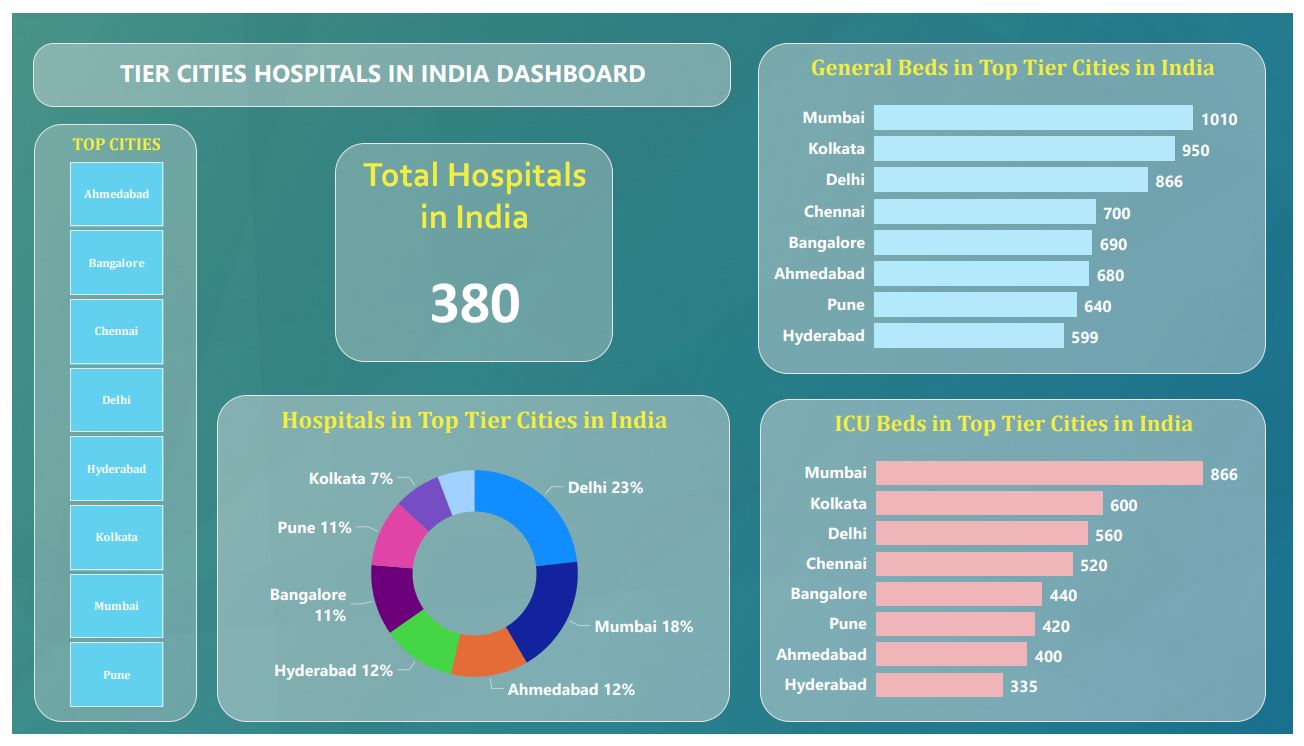 TIER CITIES HOSPITALS IN INDIA DASHBOARD
TOP CITIES
Ahmedabad
Bangalore
Chennai
Delhi
Hyderabad
Kolkata
Mumbai
Pune
Total Hospitals
in India
380
Hospitals in Top Tier Cities in India
Kolkata 7%
Delhi 23%
Pune 11%
Bangalore
11%
Mumbai 18%
Hyderabad 12%
Ahmedabad 12%
General Beds in Top Tier Cities in India
Mumbai 1010
Kolkata 950
Delhi 866
Chennai 700
Bangalore 690
Ahmedabad 680
Pune 640
Hyderabad 599
ICU Beds in Top Tier Cities in India
Mumbai 866
Kolkata 600
Delhi 560
Chennai 520
Bangalore 440
Pune 420
Ahmedabad 400
Hyderabad 335